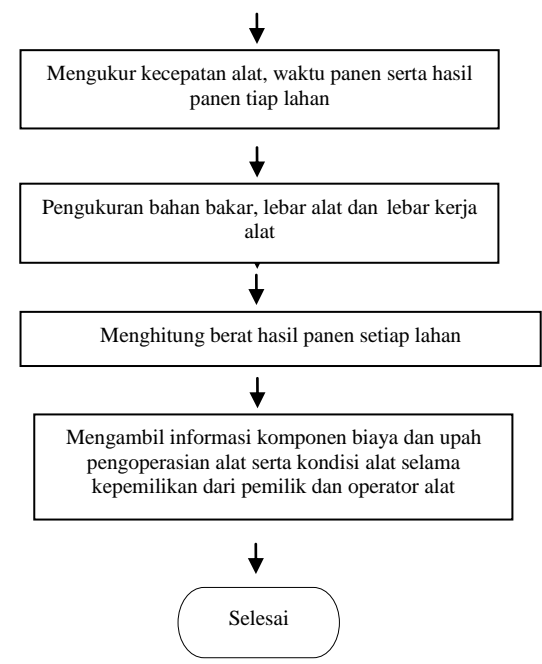 Mengukur kecepatan alat, waktu panen serta hasil
panen tiap lahan
Pengukuran bahan bakar, lebar alat dan lebar kerja
alat
Menghitung berat hasil panen setiap lahan
Mengambil informasi komponen biaya dan upah
pengoperasian alat serta kondisi alat selama
kepemilikan dari pemilik dan operator alat
Selesai